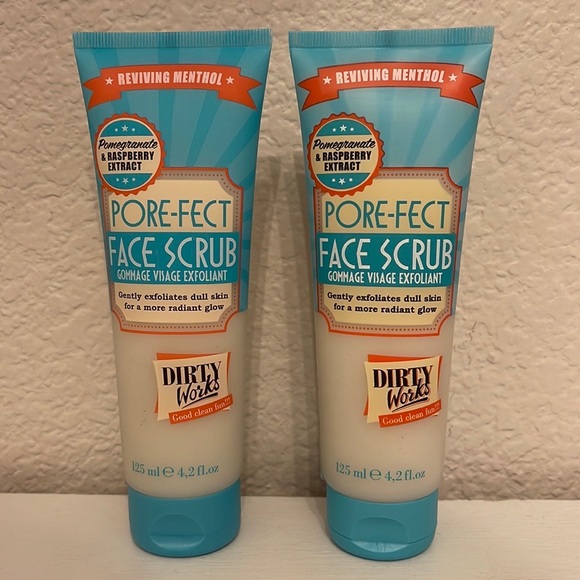 REVIVING MENTHOL
Pomegranate
& RASPBERRY
EXTRACT
PORE-FECT
FACE SCRUB
GOMMAGE VISAGE EXFOLIANT
Gently exfoliates dull skin
for a more radiant glow
DIRTY
Works
Good clean fun!!!
125 ml e 4,2 fl.oz
REVIVING MENTHOL
Pomegranate
& RASPBERRY
EXTRACT
PORE-FECT
FACE SCRUB
GOMMAGE VISAGE EXFOLIANT
Gently exfoliates dull skin
for a more radiant glow
DIRTY
Works
Good clean fun!!!
125 ml e 4,2 fl.oz